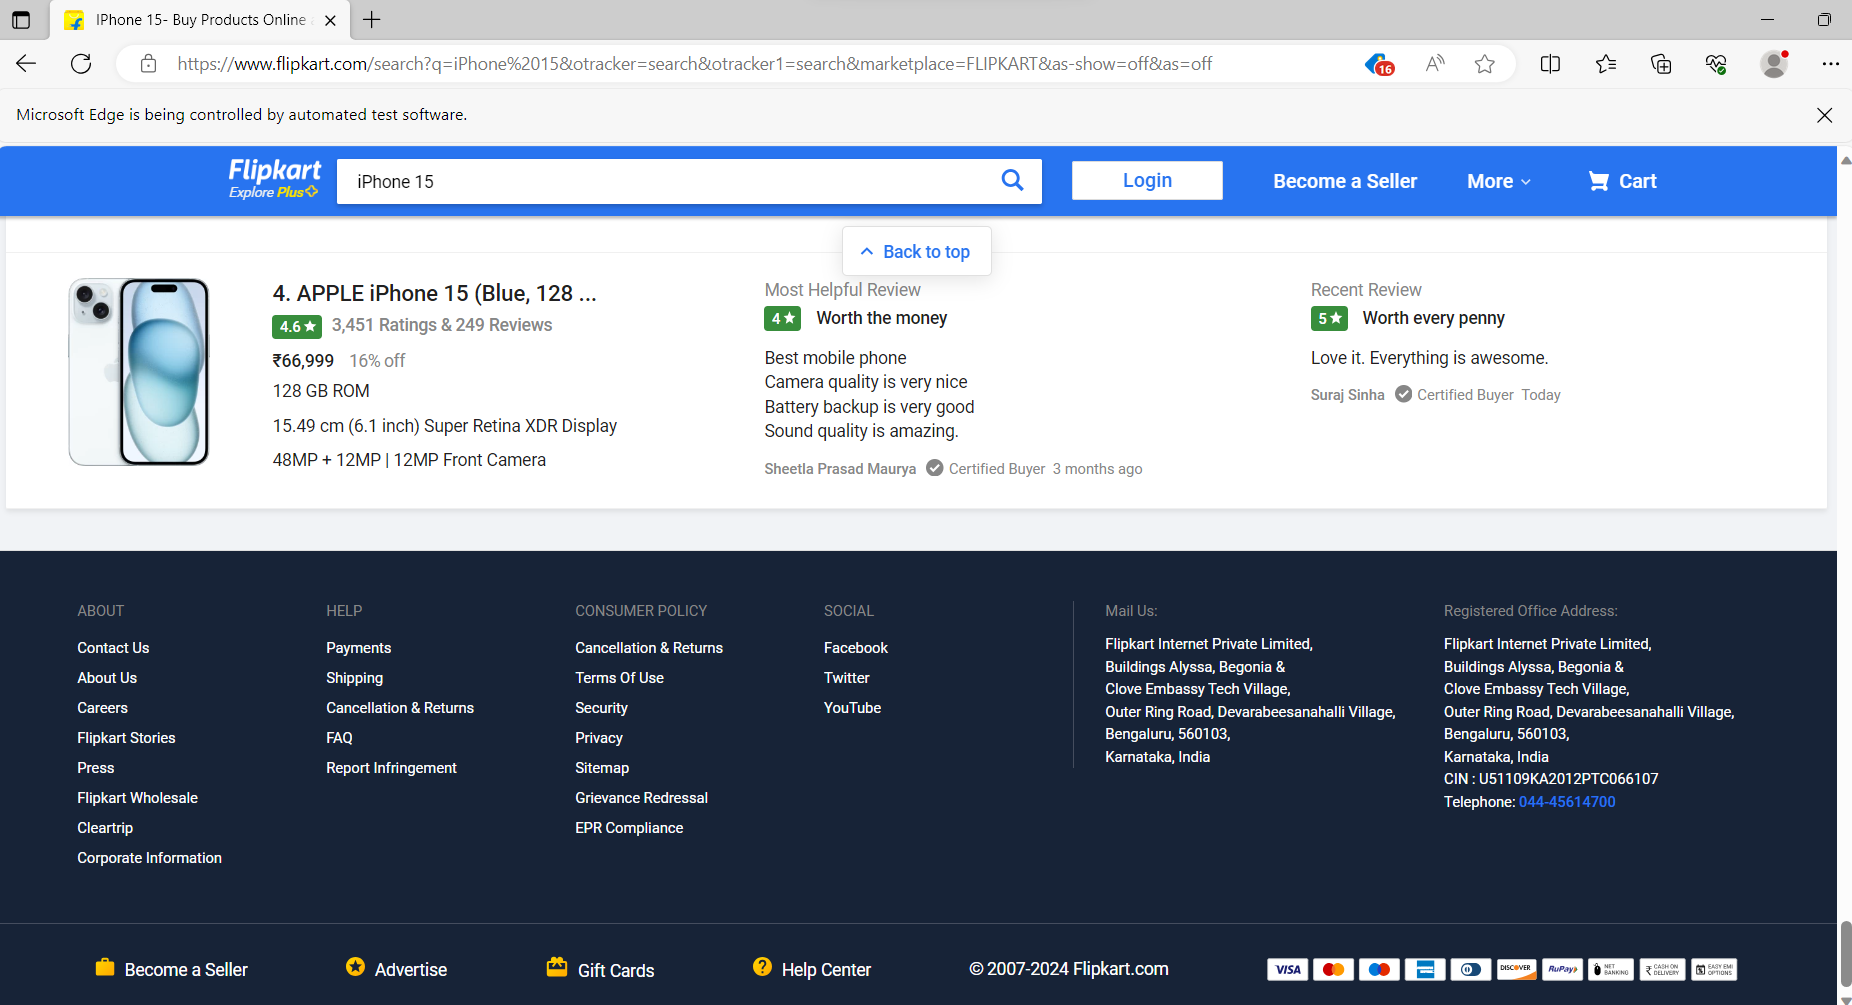 IPhone 15- Buy Products Online
https://www.flipkart.com/search?q=iPhone%2015&otracker=search&otracker1=search&marketplace=FLIPKART&as-show=off&as=off
16
Microsoft Edge is being controlled by automated test software.
Flipkart
Explore Plus
iPhone 15
Login
Become a Seller
More
Cart
Back to top
4. APPLE iPhone 15 (Blue, 128 ...
4.6★ 3,451 Ratings & 249 Reviews
₹66,999 16% off
128 GB ROM
15.49 cm (6.1 inch) Super Retina XDR Display
48MP + 12MP | 12MP Front Camera
Most Helpful Review
4★ Worth the money
Best mobile phone
Camera quality is very nice
Battery backup is very good
Sound quality is amazing.
Sheetla Prasad Maurya Certified Buyer 3 months ago
Recent Review
5★ Worth every penny
Love it. Everything is awesome.
Suraj Sinha Certified Buyer Today
ABOUT
Contact Us
About Us
Careers
Flipkart Stories
Press
Flipkart Wholesale
Cleartrip
Corporate Information
HELP
Payments
Shipping
Cancellation & Returns
FAQ
Report Infringement
CONSUMER POLICY
Cancellation & Returns
Terms Of Use
Security
Privacy
Sitemap
Grievance Redressal
EPR Compliance
SOCIAL
Facebook
Twitter
YouTube
Mail Us:
Flipkart Internet Private Limited,
Buildings Alyssa, Begonia &
Clove Embassy Tech Village,
Outer Ring Road, Devarabeesanahalli Village,
Bengaluru, 560103,
Karnataka, India
Registered Office Address:
Flipkart Internet Private Limited,
Buildings Alyssa, Begonia &
Clove Embassy Tech Village,
Outer Ring Road, Devarabeesanahalli Village,
Bengaluru, 560103,
Karnataka, India
CIN : U51109KA2012PTC066107
Telephone: 044-45614700
Become a Seller
Advertise
Gift Cards
Help Center
© 2007-2024 Flipkart.com
VISA
DISCOVER
RuPay
NET BANKING
CASH ON DELIVERY
EASY EMI OPTIONS